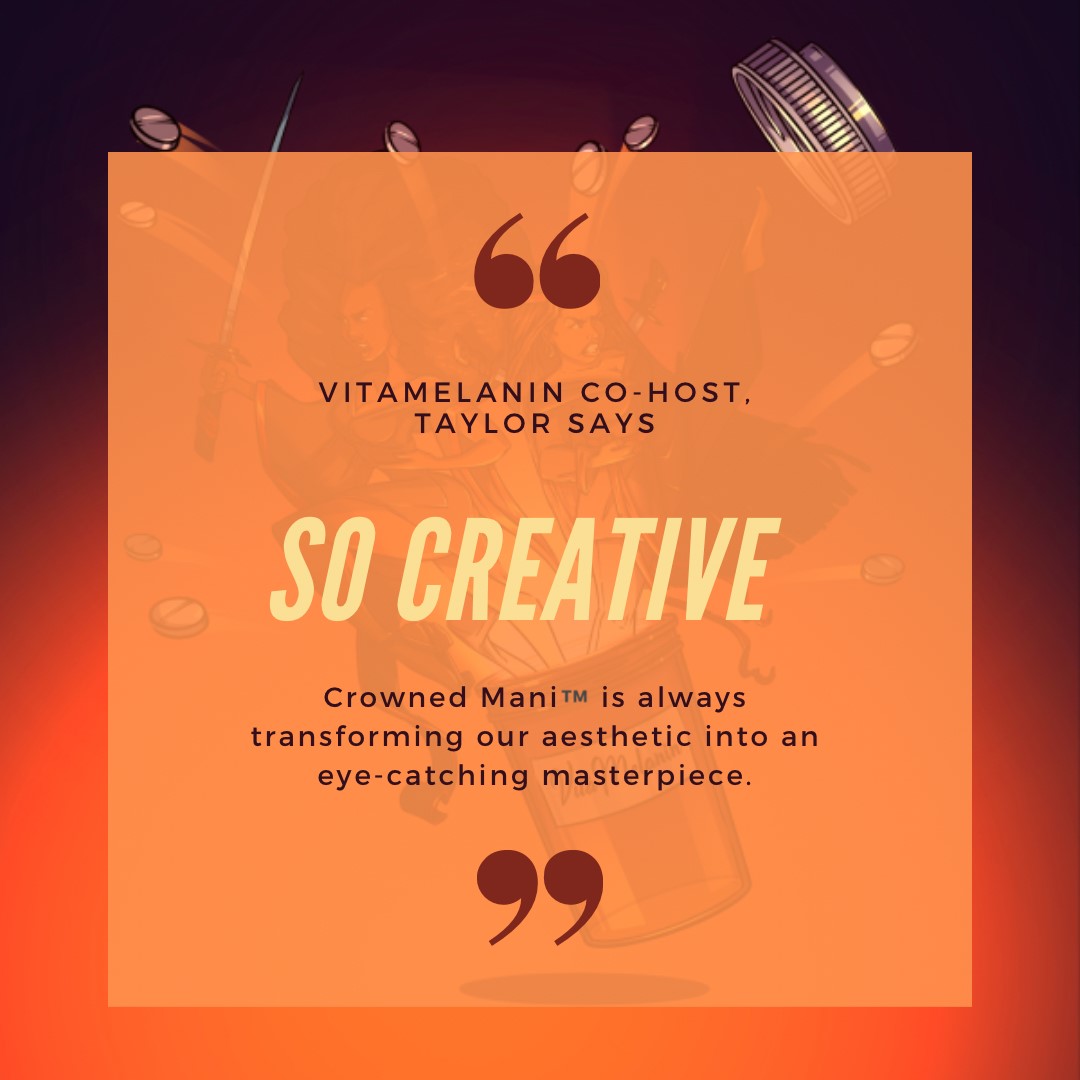 “
VITAMELANIN CO-HOST,
TAYLOR SAYS
SO CREATIVE
Crowned Mani™ is always
transforming our aesthetic into an
eye-catching masterpiece.
”
VitaMelanin